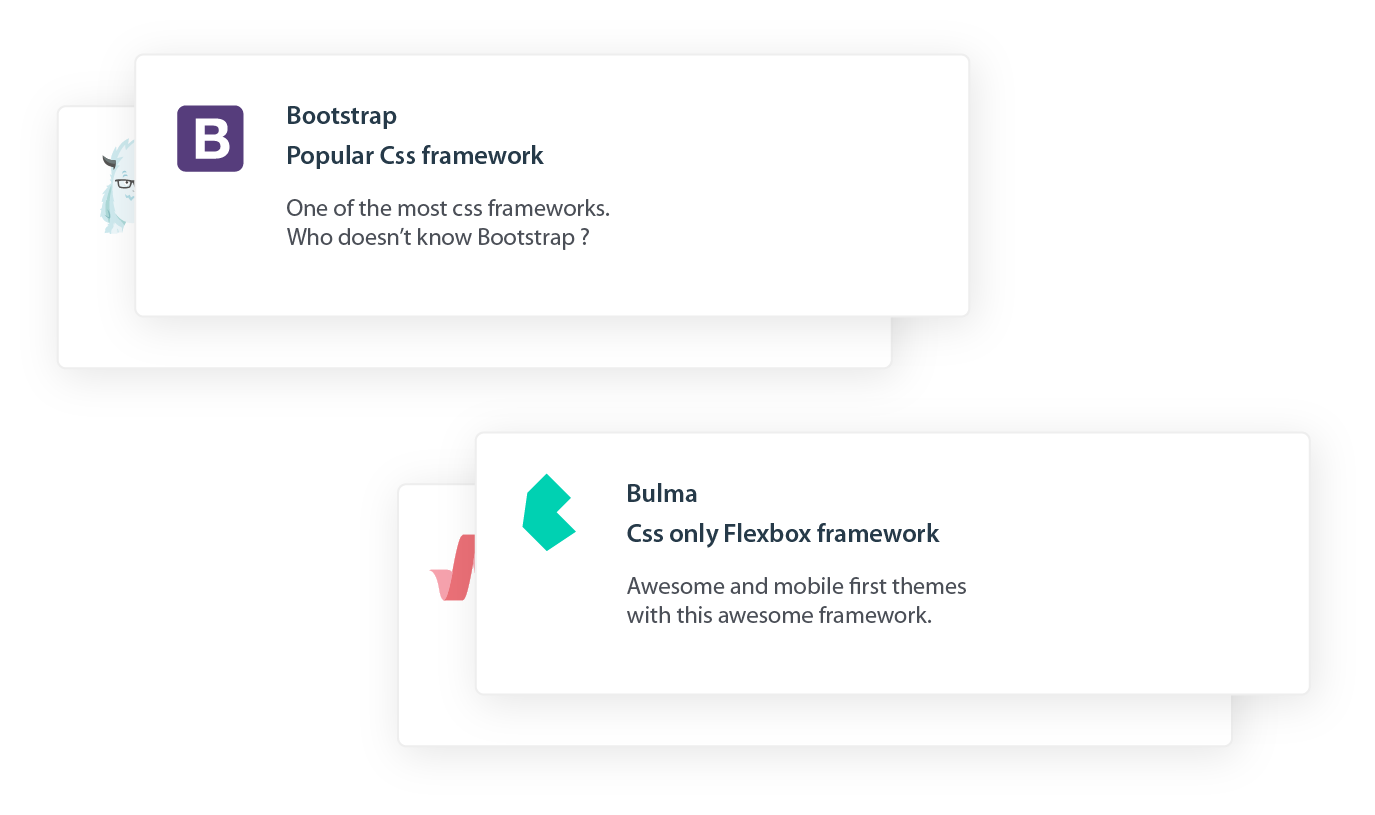 B
Bootstrap
Popular Css framework
One of the most css frameworks.
Who doesn’t know Bootstrap ?
Bulma
Css only Flexbox framework
Awesome and mobile first themes
with this awesome framework.